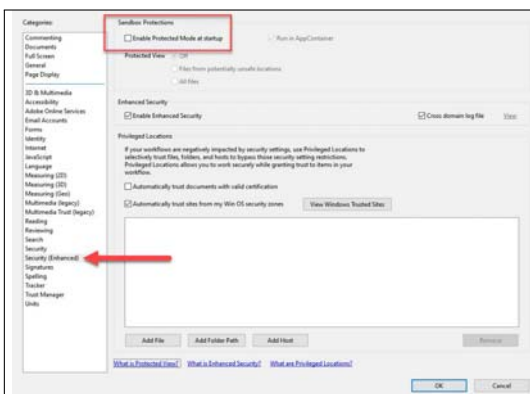 Categories:
Commenting
Documents
Full Screen
General
Page Display
3D & Multimedia
Accessibility
Adobe Online Services
Email Accounts
Forms
Identity
Internet
JavaScript
Language
Measuring (2D)
Measuring (3D)
Measuring (Geo)
Multimedia (legacy)
Multimedia Trust (legacy)
Reading
Reviewing
Search
Security
Security (Enhanced)
Signatures
Spelling
Tracker
Trust Manager
Units
Sandbox Protections
Enable Protected Mode at startup
Run in AppContainer
Protected View
Off
Files from potentially unsafe locations
All files
Enhanced Security
Enable Enhanced Security
Cross domain log file
View
Privileged Locations
If your workflows are negatively impacted by security settings, use Privileged Locations to
selectively trust files, folders, and hosts to bypass those security setting restrictions.
Privileged Locations allows you to work securely while granting trust to items in your
workflow.
Automatically trust documents with valid certification
Automatically trust sites from my Win OS security zones
View Windows Trusted Sites
Add File
Add Folder Path
Add Host
Remove
What is Protected View?
What is Enhanced Security?
What are Privileged Locations?
OK
Cancel